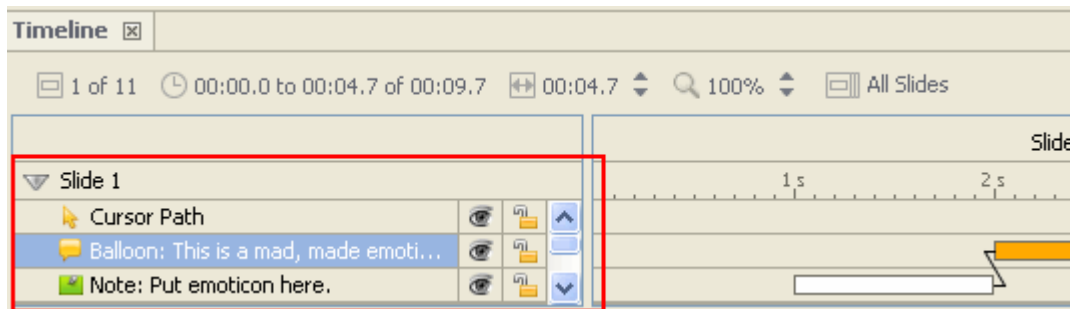 Timeline
1 of 11 00:00.0 to 00:04.7 of 00:09.7 00:04.7 100% All Slides
Slide
Slide 1 1 s 2 s
Cursor Path
Balloon: This is a mad, made emoti...
Note: Put emoticon here.